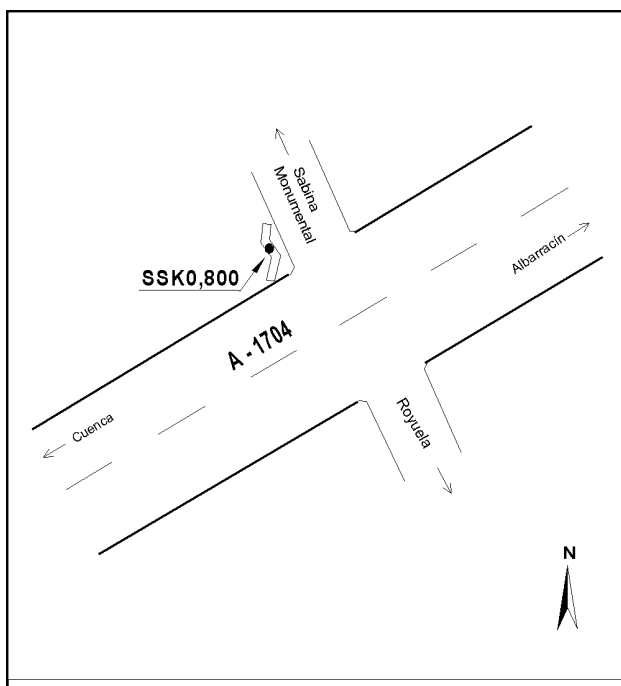 Sabina
Monumental
SSK0,800
Albarracín
A - 1704
Cuenca
Royuela
N